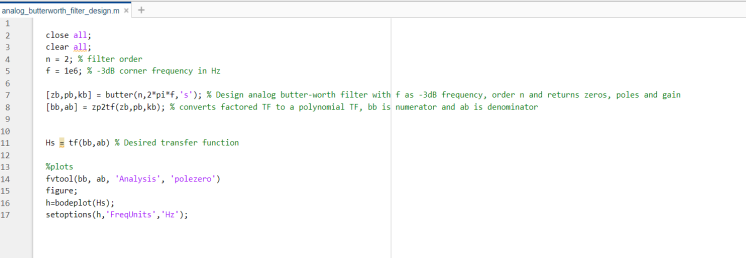 analog_butterworth_filter_design.m × +
1
2 close all;
3 clear all;
4 n = 2; % filter order
5 f = 1e6; % -3dB corner frequency in Hz
6
7 [zb,pb,kb] = butter(n,2*pi*f,'s'); % Design analog butter-worth filter with f as -3dB frequency, order n and returns zeros, poles and gain
8 [bb,ab] = zp2tf(zb,pb,kb); % converts factored TF to a polynomial TF, bb is numerator and ab is denominator
9
10
11 Hs = tf(bb,ab) % Desired transfer function
12
13 %plots
14 fvtool(bb, ab, 'Analysis', 'polezero')
15 figure;
16 h=bodeplot(Hs);
17 setoptions(h,'FreqUnits','Hz');